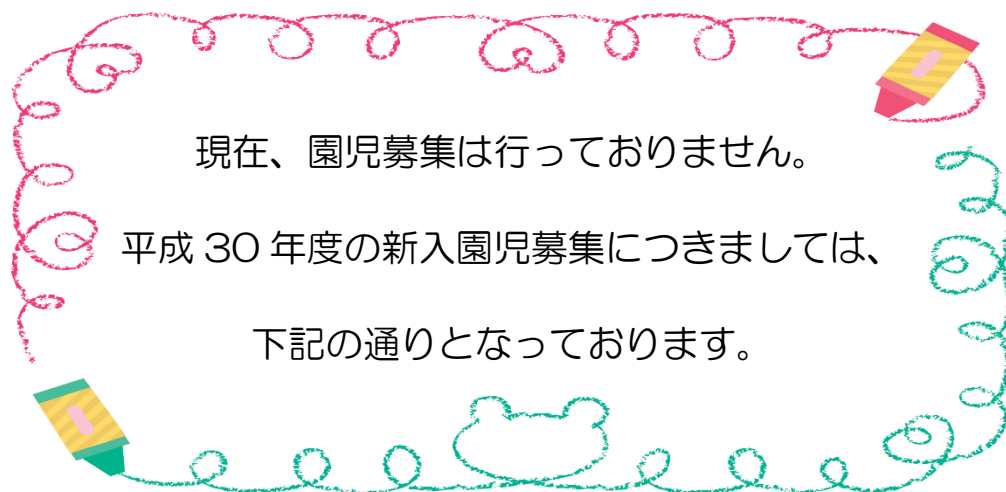 現在、園児募集は行っておりません。
平成 30 年度の新入園児募集につきましては、
下記の通りとなっております。